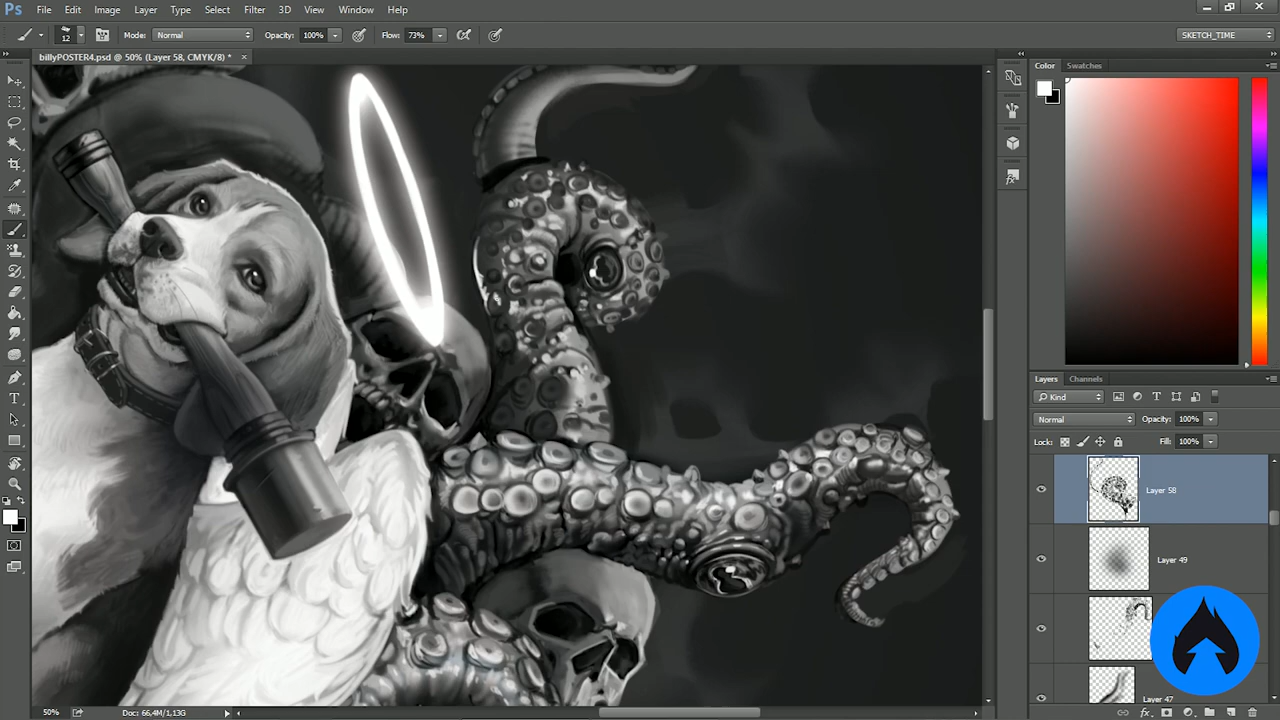 Ps File Edit Image Layer Type Select Filter 3D View Window Help
12 Mode: Normal Opacity: 100% Flow: 73% SKETCH_TIME
billyPOSTER4.psd @ 50% (Layer 58, CMYK/8) *
Color Swatches
Layers Channels
Kind
Normal Opacity: 100%
Lock: Fill: 100%
Layer 58
Layer 49
Layer 47
50% Doc: 66,4M/1,13G